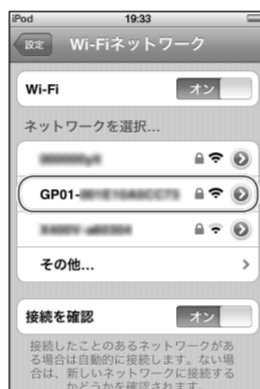 iPod
19:33
設定
Wi-Fiネットワーク
Wi-Fi
オン
ネットワークを選択...
GP01-
その他...
接続を確認
オン
接続したことのあるネットワークがあ
る場合は自動的に接続します。ない場
合は、新しいネットワークに接続する
かどうかを確認されます